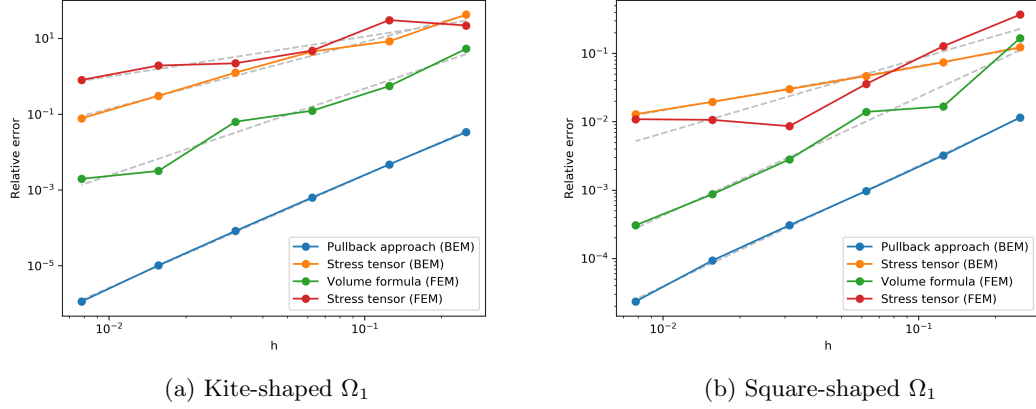 10¹
10⁻¹
10⁻³
10⁻⁵
Relative error
10⁻²
10⁻¹
h
Pullback approach (BEM)
Stress tensor (BEM)
Volume formula (FEM)
Stress tensor (FEM)
(a) Kite-shaped Ω₁
10⁻¹
10⁻²
10⁻³
10⁻⁴
Relative error
10⁻²
10⁻¹
h
Pullback approach (BEM)
Stress tensor (BEM)
Volume formula (FEM)
Stress tensor (FEM)
(b) Square-shaped Ω₁